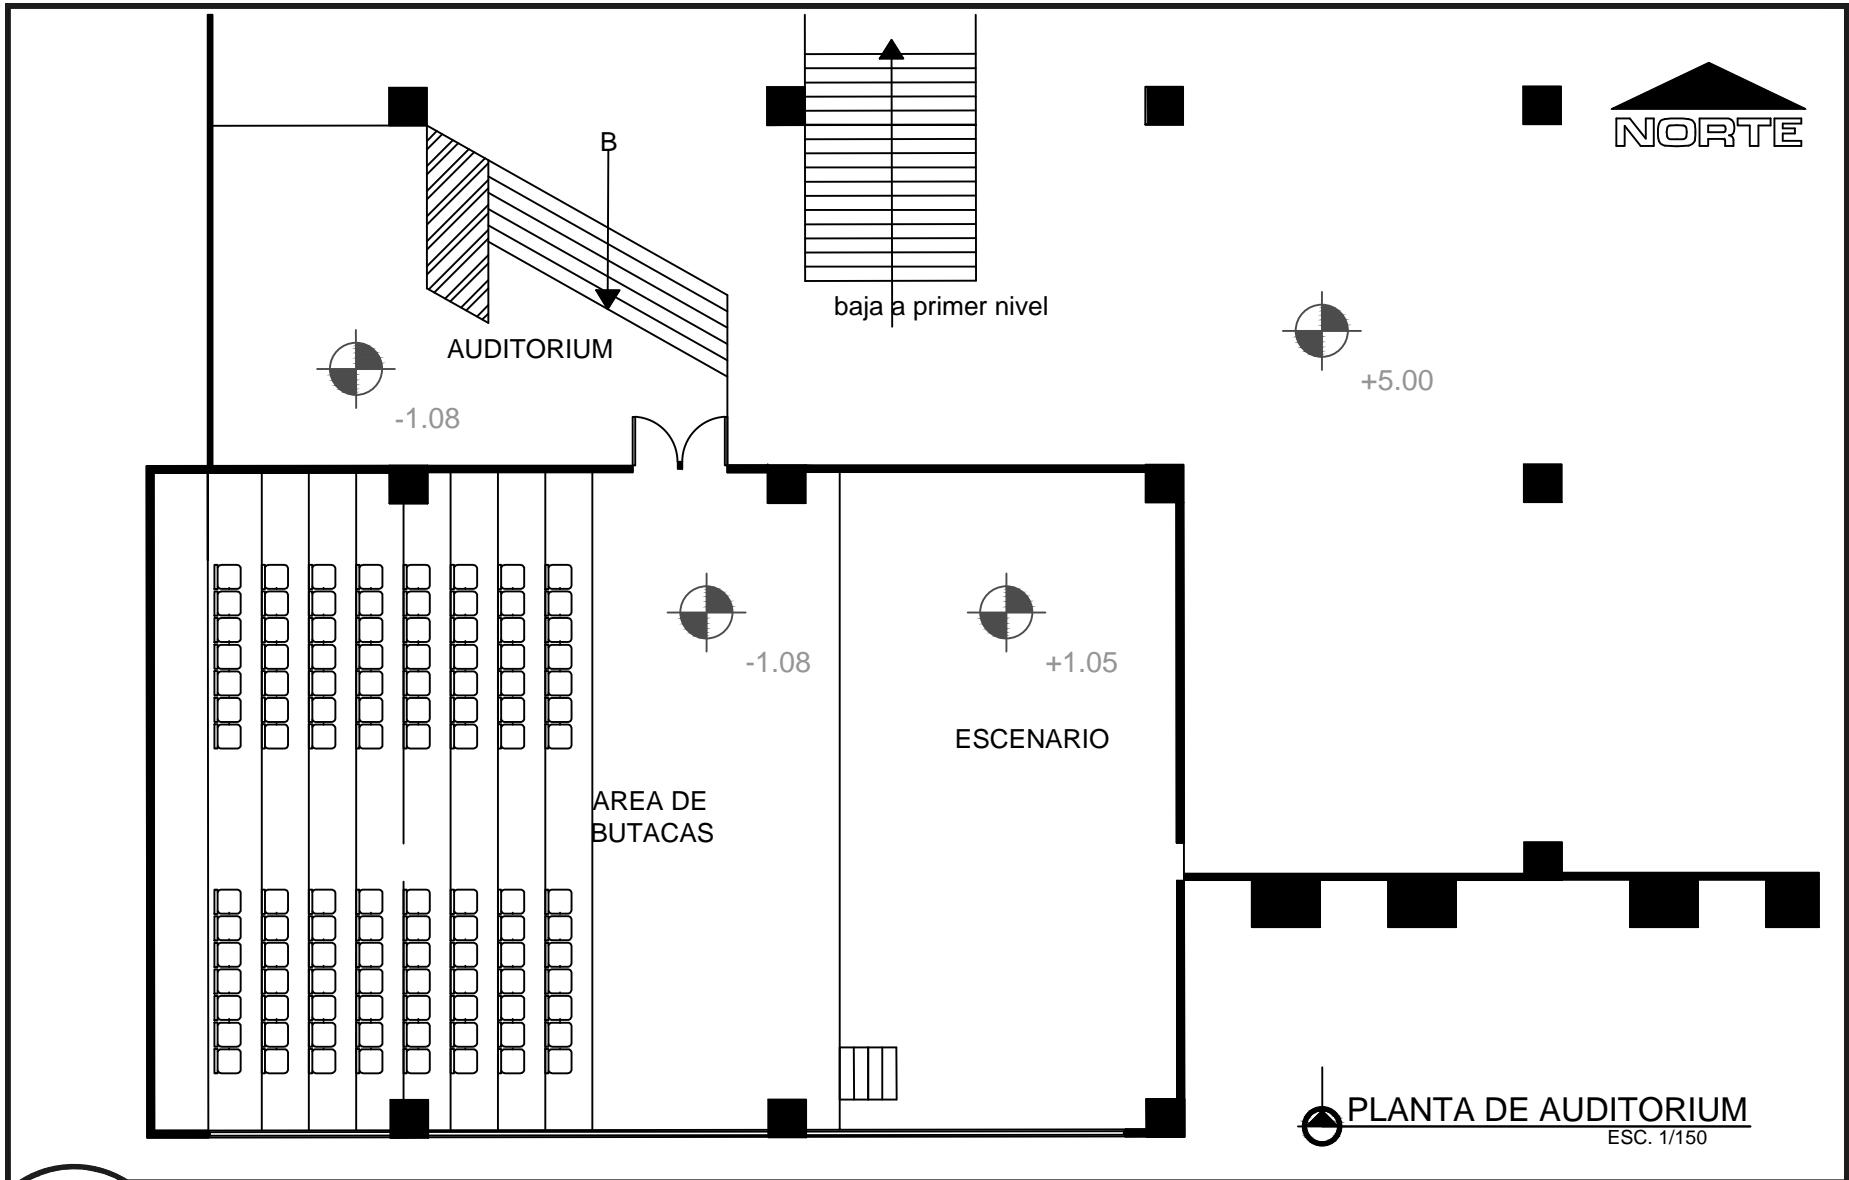 NORTE
B
baja a primer nivel
AUDITORIUM
+5.00
-1.08
-1.08
+1.05
ESCENARIO
AREA DE
BUTACAS
PLANTA DE AUDITORIUM
ESC. 1/150